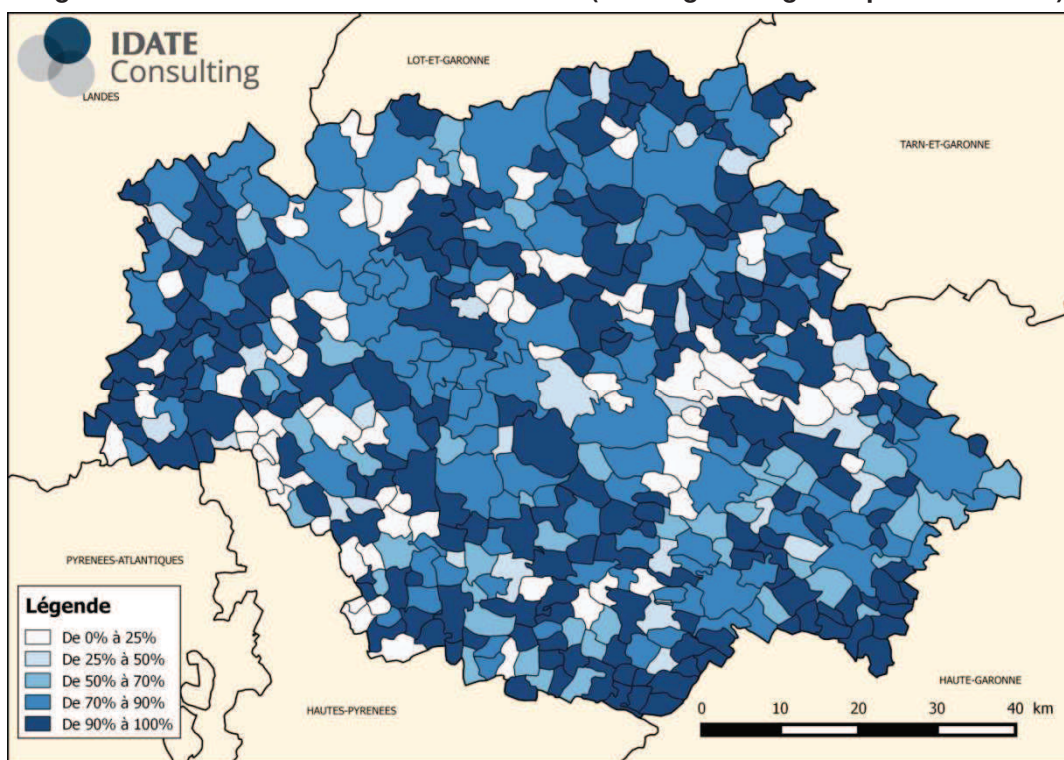 IDATE
Consulting
LOT-ET-GARONNE
LANDES
TARN-ET-GARONNE
PYRENEES-ATLANTIQUES
Légende
De 0% à 25%
De 25% à 50%
De 50% à 70%
De 70% à 90%
De 90% à 100%
HAUTES-PYRENEES
HAUTE-GARONNE
0 10 20 30 40 km